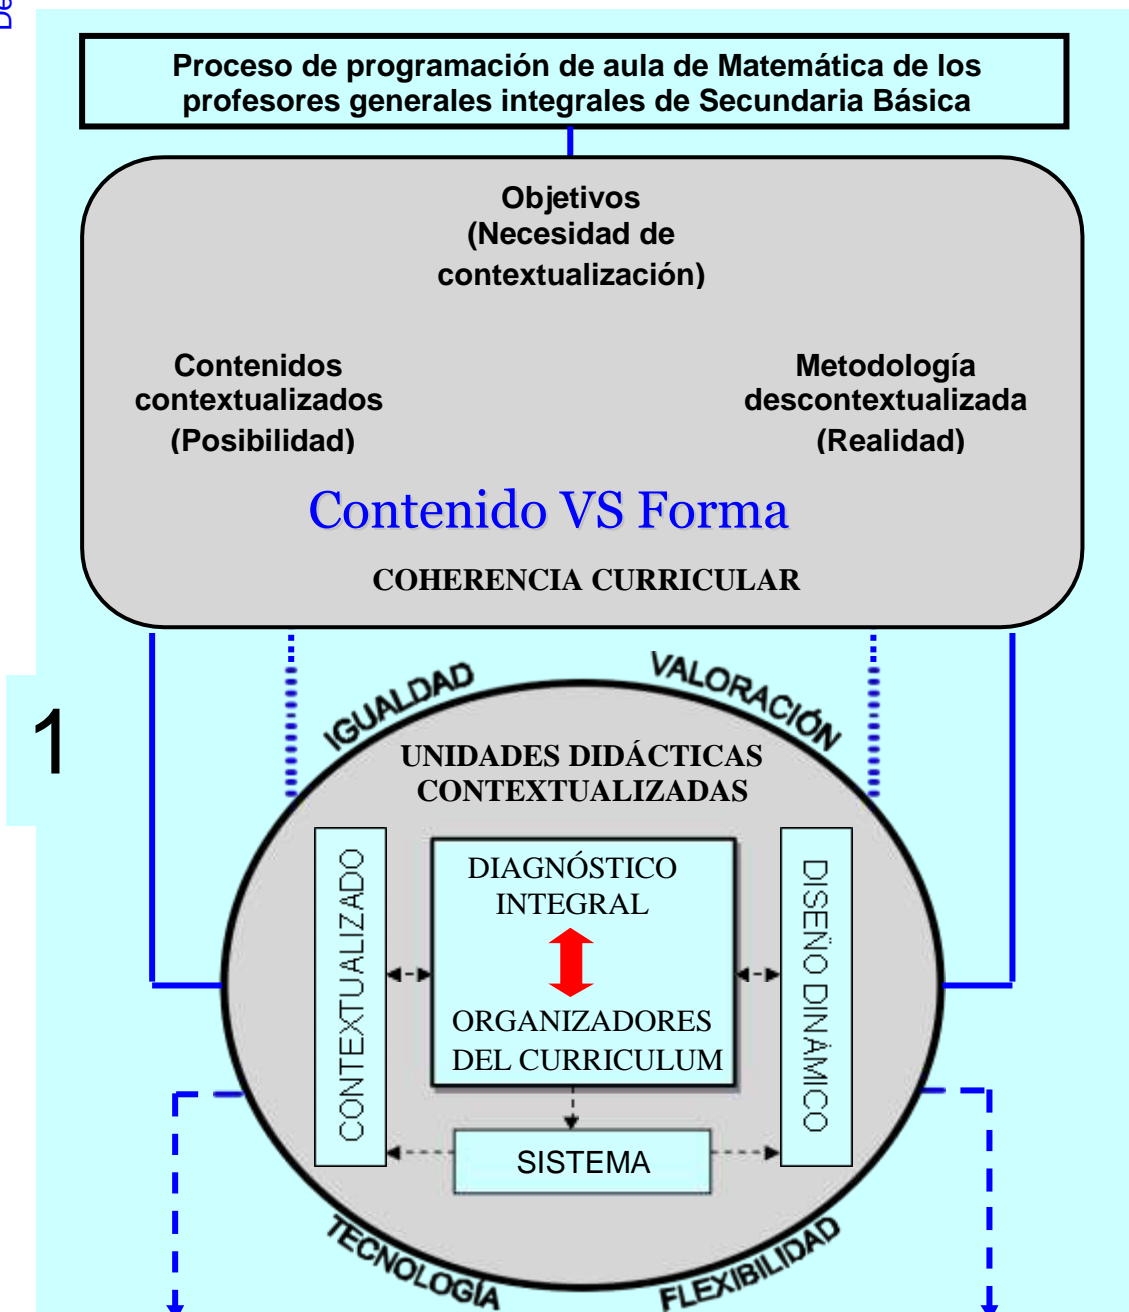 Proceso de programación de aula de Matemática de los
profesores generales integrales de Secundaria Básica
Objetivos
(Necesidad de
contextualización)
Contenidos
contextualizados
(Posibilidad)
Metodología
descontextualizada
(Realidad)
Contenido VS Forma
COHERENCIA CURRICULAR
1
IGUALDAD
VALORACIÓN
UNIDADES DIDÁCTICAS
CONTEXTUALIZADAS
CONTEXTUALIZADO
DIAGNÓSTICO
INTEGRAL
ORGANIZADORES
DEL CURRICULUM
DISEÑO DINÁMICO
SISTEMA
TECNOLOGÍA
FLEXIBILIDAD